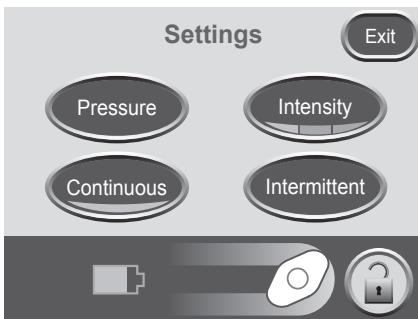 Settings
Exit
Pressure
Intensity
Continuous
Intermittent